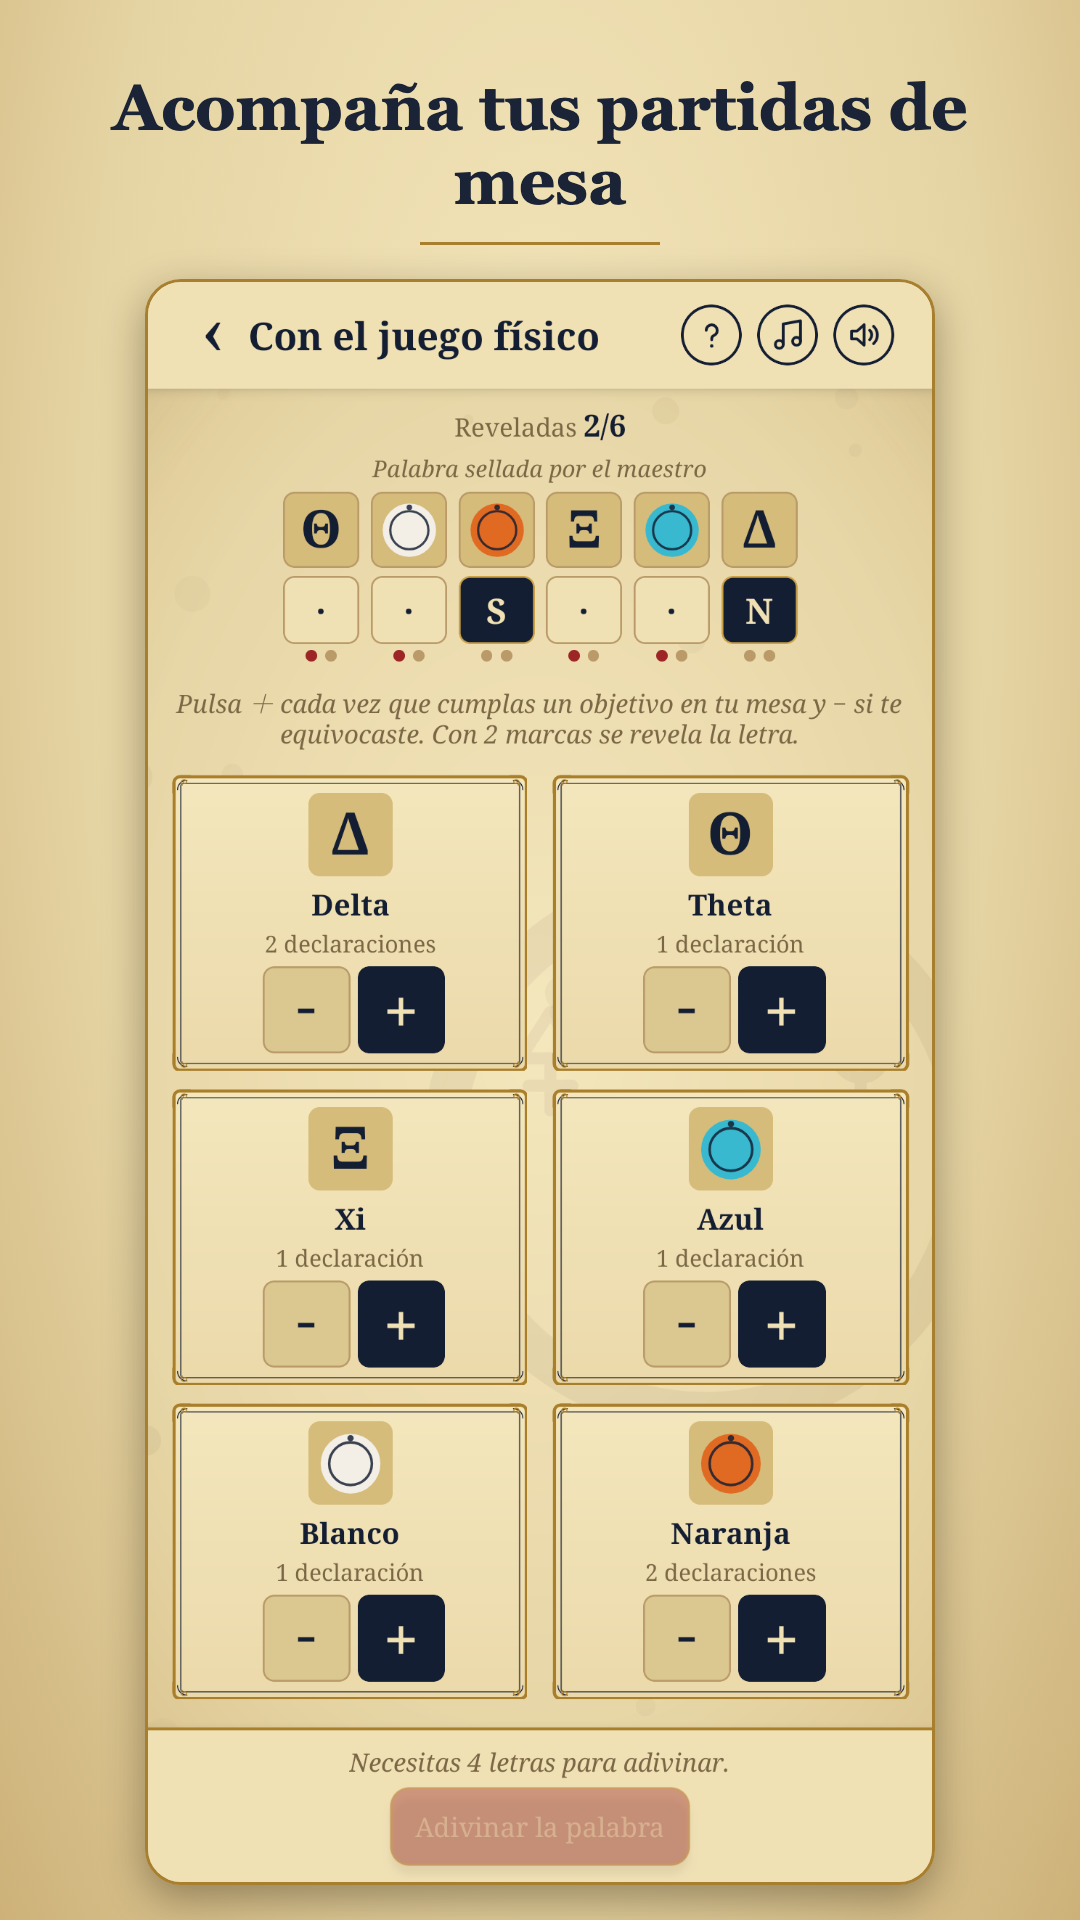 Acompaña tus partidas de
mesa
‹ Con el juego físico ?
Reveladas 2/6
Palabra sellada por el maestro
Θ Ξ Δ
· · S · · N
Pulsa + cada vez que cumplas un objetivo en tu mesa y − si te
equivocaste. Con 2 marcas se revela la letra.
Δ Θ
Delta Theta
2 declaraciones 1 declaración
- + - +
Ξ
Xi Azul
1 declaración 1 declaración
- + - +
Blanco Naranja
1 declaración 2 declaraciones
- + - +
Necesitas 4 letras para adivinar.
Adivinar la palabra